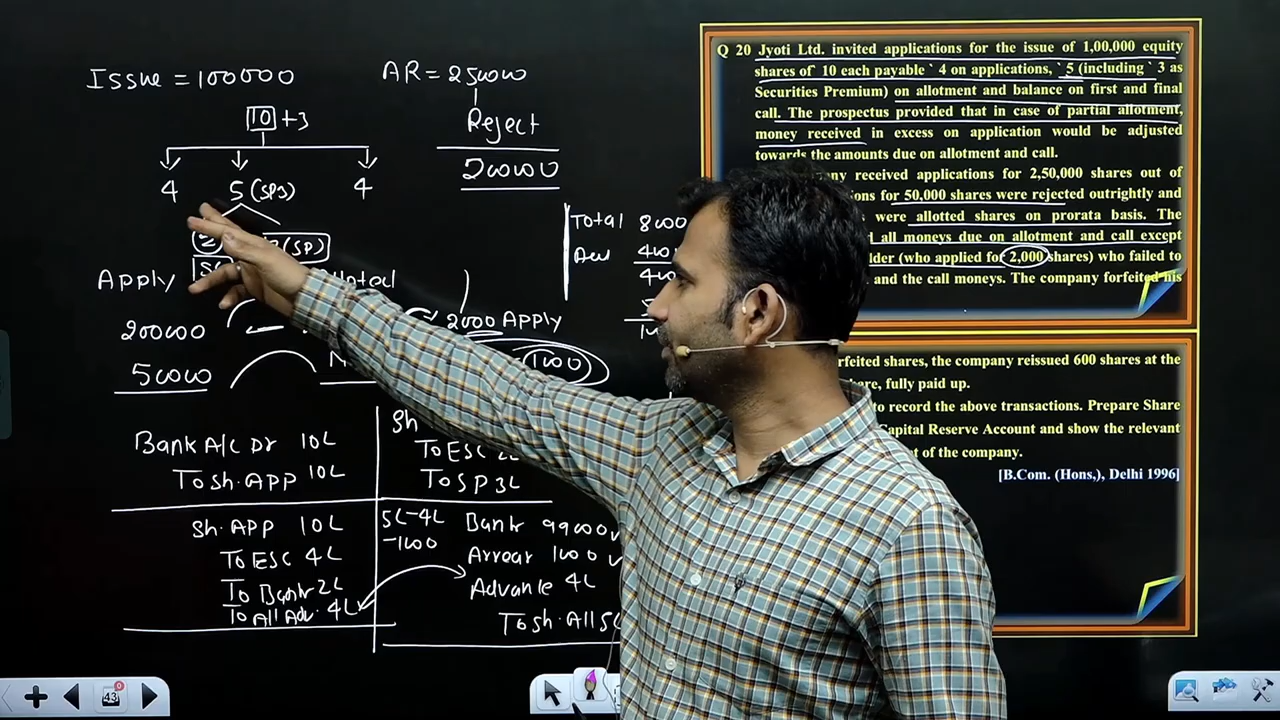 Issue = 100000
10 +3
4 5 (SP3) 4
2 (SP)
Apply
200000
50000
AR = 250000
Reject
200000
2000 Apply
1000
Total
Bank A/c Dr 10L
To Sh. APP 10L
Sh. APP 10L
To ESC 4L
To Bank 2L
To All Adv. 4L
Sh
To ESC
To SP 3L
5L-4L
-1000
Bank 99000
Arrear 1000
Advance 4L
To Sh. All
Q 20 Jyoti Ltd. invited applications for the issue of 1,00,000 equity
shares of 10 each payable ` 4 on applications, ` 5 (including ` 3 as
Securities Premium) on allotment and balance on first and final
call. The prospectus provided that in case of partial allotment,
money received in excess on application would be adjusted
towards the amounts due on allotment and call.
received applications for 2,50,000 shares out of
for 50,000 shares were rejected outrightly and
were allotted shares on prorata basis. The
all moneys due on allotment and call except
(who applied for 2,000 shares) who failed to
and the call moneys. The company forfeited his
shares, the company reissued 600 shares at the
fully paid up.
to record the above transactions. Prepare Share
Capital Reserve Account and show the relevant
of the company.
[B.Com. (Hons,), Delhi 1996]
43